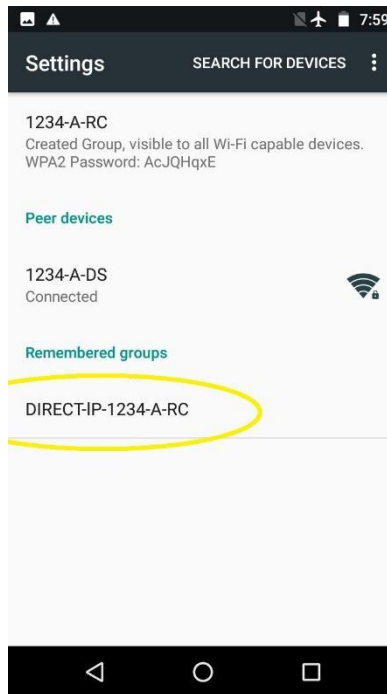 7:59
Settings
SEARCH FOR DEVICES
1234-A-RC
Created Group, visible to all Wi-Fi capable devices.
WPA2 Password: AcJQHqxE
Peer devices
1234-A-DS
Connected
Remembered groups
DIRECT-lP-1234-A-RC